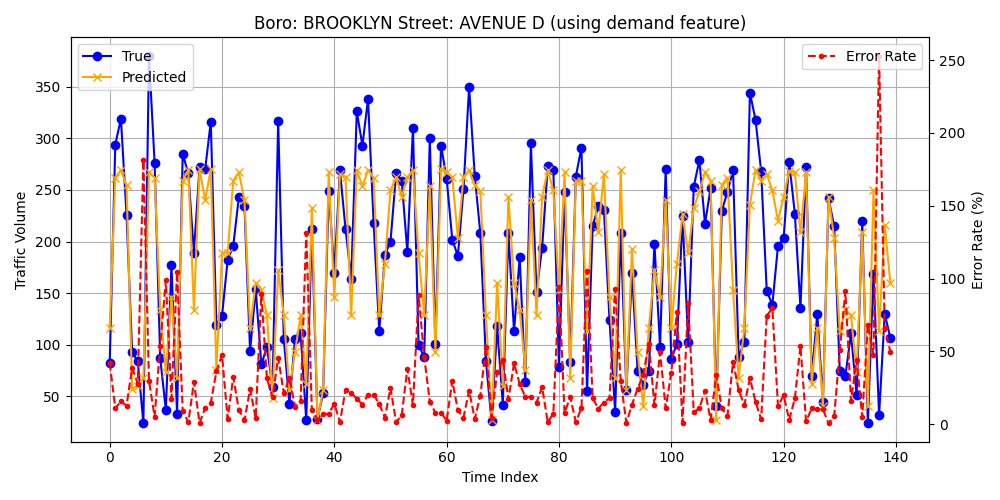 Boro: BROOKLYN Street: AVENUE D (using demand feature)
True
Predicted
Error Rate
Traffic Volume
350
300
250
200
150
100
50
250
200
150
100
50
0
Error Rate (%)
0 20 40 60 80 100 120 140
Time Index